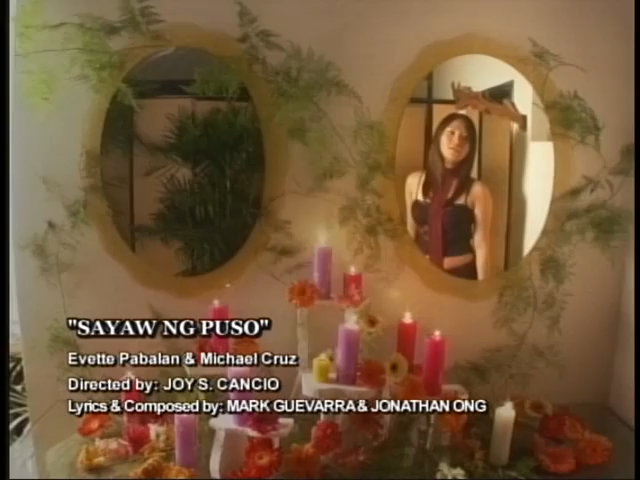 "SAYAW NG PUSO"
Evette Pabalan & Michael Cruz
Directed by: JOY S. CANCIO
Lyrics & Composed by: MARK GUEVARRA & JONATHAN ONG